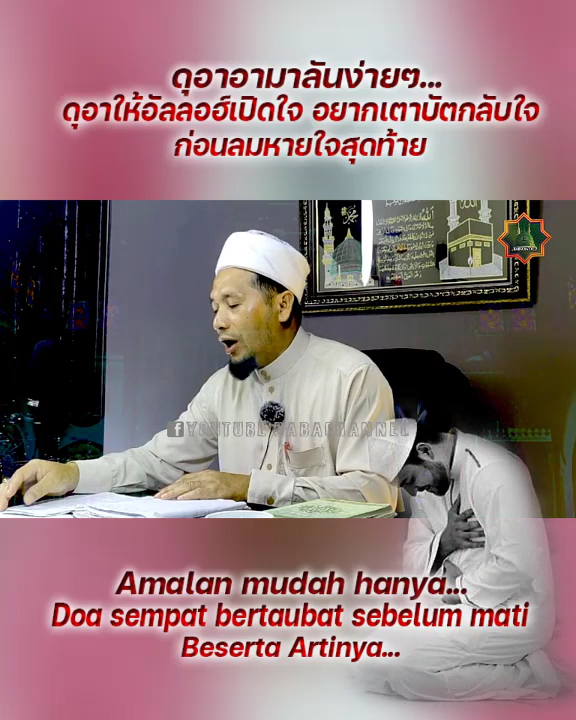 ดุอาอามาลันง่ายๆ...
ดุอาให้อัลลอฮ์เปิดใจ อยากเตาบัตกลับใจ
ก่อนลมหายใจสุดท้าย
Amalan mudah hanya...
Doa sempat bertaubat sebelum mati
Beserta Artinya...